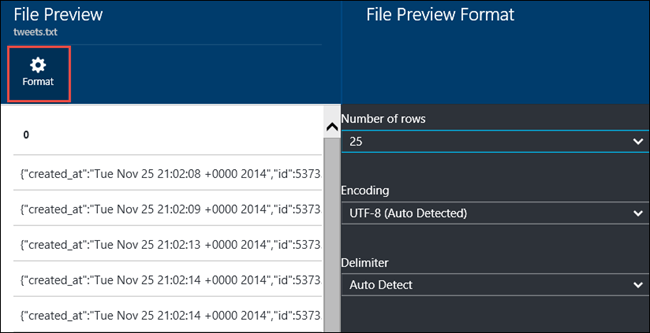 File Preview
tweets.txt
Format
0
{"created_at":"Tue Nov 25 21:02:08 +0000 2014","id":5373
{"created_at":"Tue Nov 25 21:02:09 +0000 2014","id":5373
{"created_at":"Tue Nov 25 21:02:13 +0000 2014","id":5373
{"created_at":"Tue Nov 25 21:02:14 +0000 2014","id":5373
{"created_at":"Tue Nov 25 21:02:14 +0000 2014","id":5373
File Preview Format
Number of rows
25
Encoding
UTF-8 (Auto Detected)
Delimiter
Auto Detect